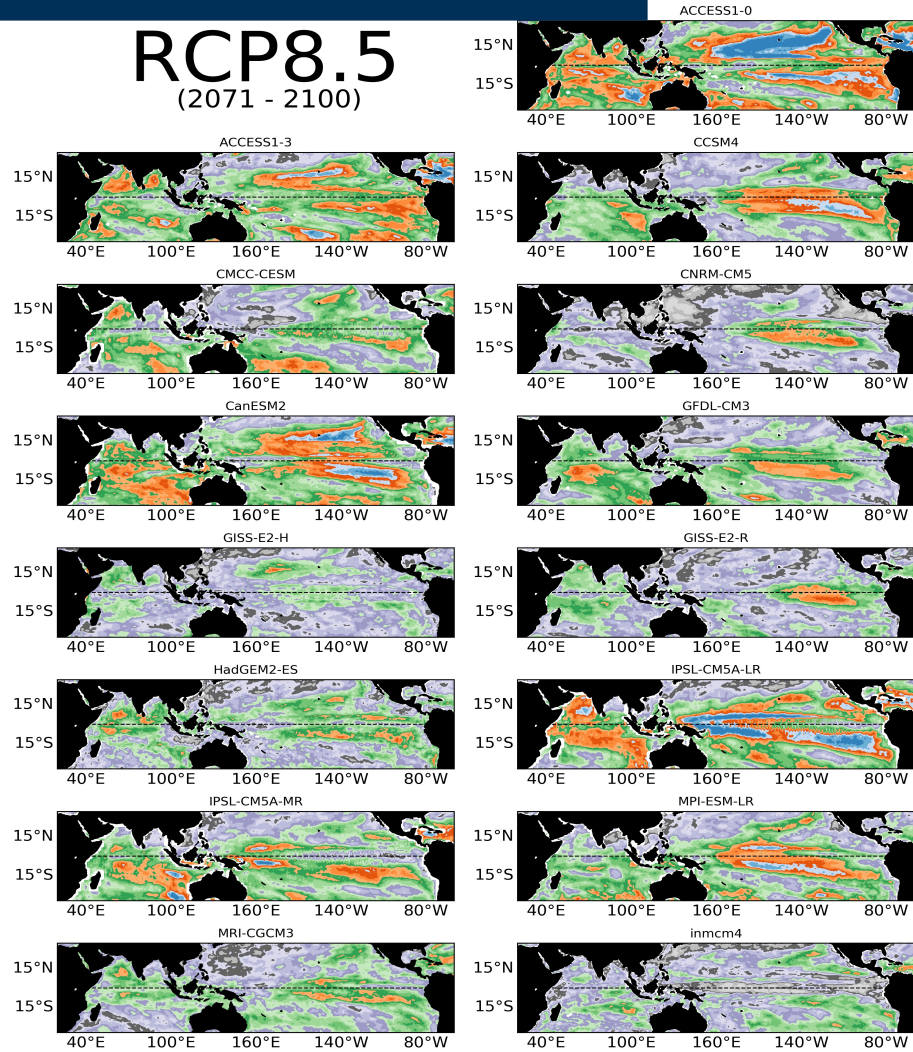 ACCESS1-0
RCP8.5
(2071 - 2100)
15°N
15°S
40°E 100°E 160°E 140°W 80°W
ACCESS1-3 CCSM4
15°N 15°N
15°S 15°S
40°E 100°E 160°E 140°W 80°W 40°E 100°E 160°E 140°W 80°W
CMCC-CESM CNRM-CM5
15°N 15°N
15°S 15°S
40°E 100°E 160°E 140°W 80°W 40°E 100°E 160°E 140°W 80°W
CanESM2 GFDL-CM3
15°N 15°N
15°S 15°S
40°E 100°E 160°E 140°W 80°W 40°E 100°E 160°E 140°W 80°W
GISS-E2-H GISS-E2-R
15°N 15°N
15°S 15°S
40°E 100°E 160°E 140°W 80°W 40°E 100°E 160°E 140°W 80°W
HadGEM2-ES IPSL-CM5A-LR
15°N 15°N
15°S 15°S
40°E 100°E 160°E 140°W 80°W 40°E 100°E 160°E 140°W 80°W
IPSL-CM5A-MR MPI-ESM-LR
15°N 15°N
15°S 15°S
40°E 100°E 160°E 140°W 80°W 40°E 100°E 160°E 140°W 80°W
MRI-CGCM3 inmcm4
15°N 15°N
15°S 15°S
40°E 100°E 160°E 140°W 80°W 40°E 100°E 160°E 140°W 80°W